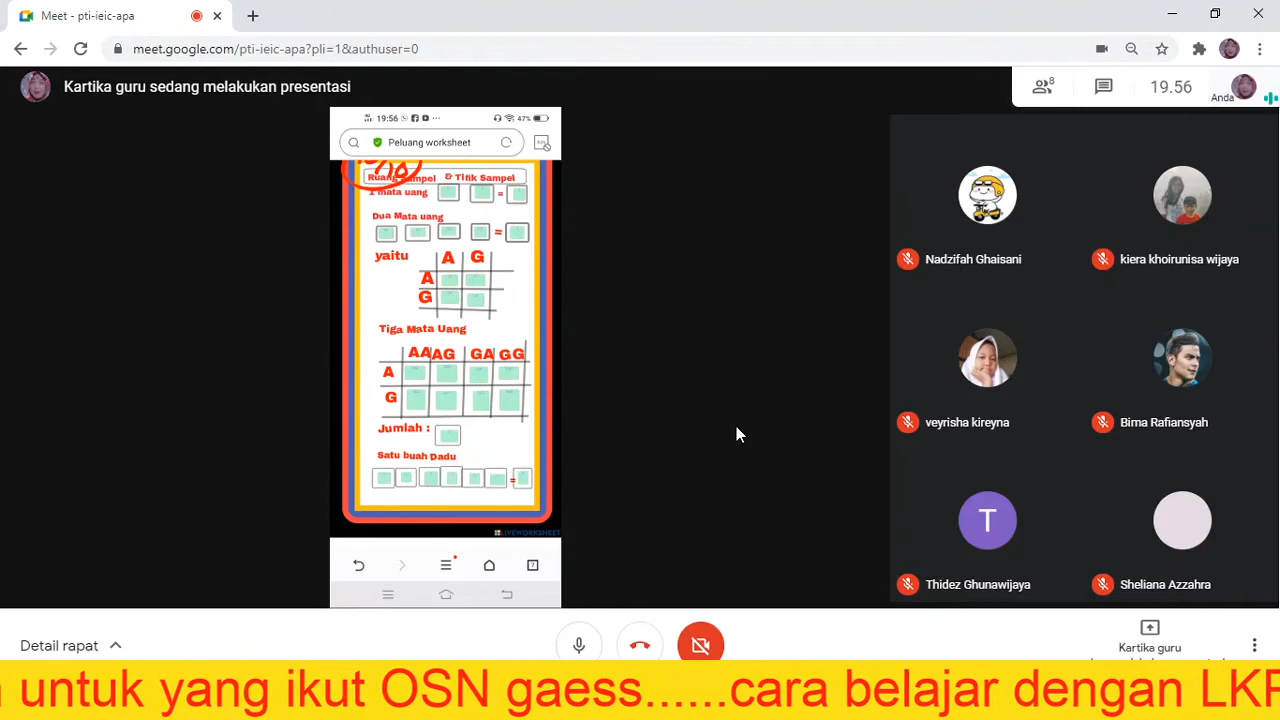 Meet - pti-ieic-apa
meet.google.com/pti-ieic-apa?pli=1&authuser=0
Kartika guru sedang melakukan presentasi
8
19.56
Anda
19:56
47%
Peluang worksheet
10/10
Ruang Sampel & Titik Sampel
1 mata uang =
Dua Mata uang
=
yaitu A G
A
G
Tiga Mata Uang
AA AG GA GG
A
G
Jumlah :
Satu buah Dadu
=
LIVEWORKSHEETS
7
Nadzifah Ghaisani
kiera khoirunisa wijaya
veyrisha kireyna
Bima Rafiansyah
T
Thidez Ghunawijaya
Sheliana Azzahra
Detail rapat
Kartika guru
untuk yang ikut OSN gaess......cara belajar dengan LKP